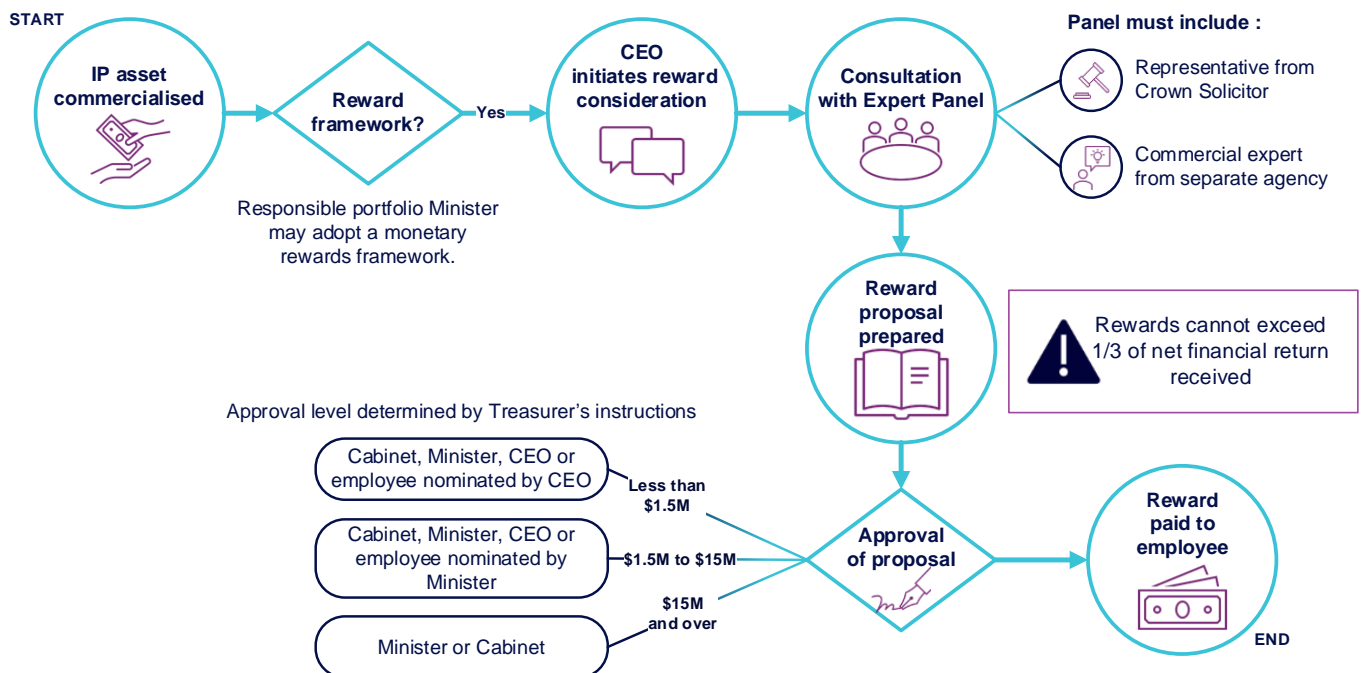 START
IP asset
commercialised
Reward
framework?
Yes
Responsible portfolio Minister
may adopt a monetary
rewards framework.
CEO
initiates reward
consideration
Consultation
with Expert Panel
Panel must include :
Representative from
Crown Solicitor
Commercial expert
from separate agency
Reward
proposal
prepared
Rewards cannot exceed
1/3 of net financial return
received
Approval level determined by Treasurer’s instructions
Cabinet, Minister, CEO or
employee nominated by CEO
Less than
$1.5M
Cabinet, Minister, CEO or
employee nominated by
Minister
$1.5M to $15M
$15M
and over
Minister or Cabinet
Approval
of proposal
Reward
paid to
employee
END